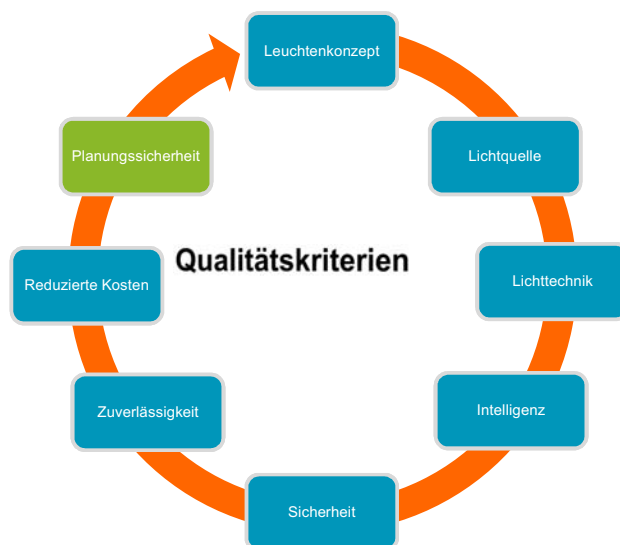 Leuchtenkonzept
Lichtquelle
Lichttechnik
Intelligenz
Sicherheit
Zuverlässigkeit
Reduzierte Kosten
Planungssicherheit
Qualitätskriterien